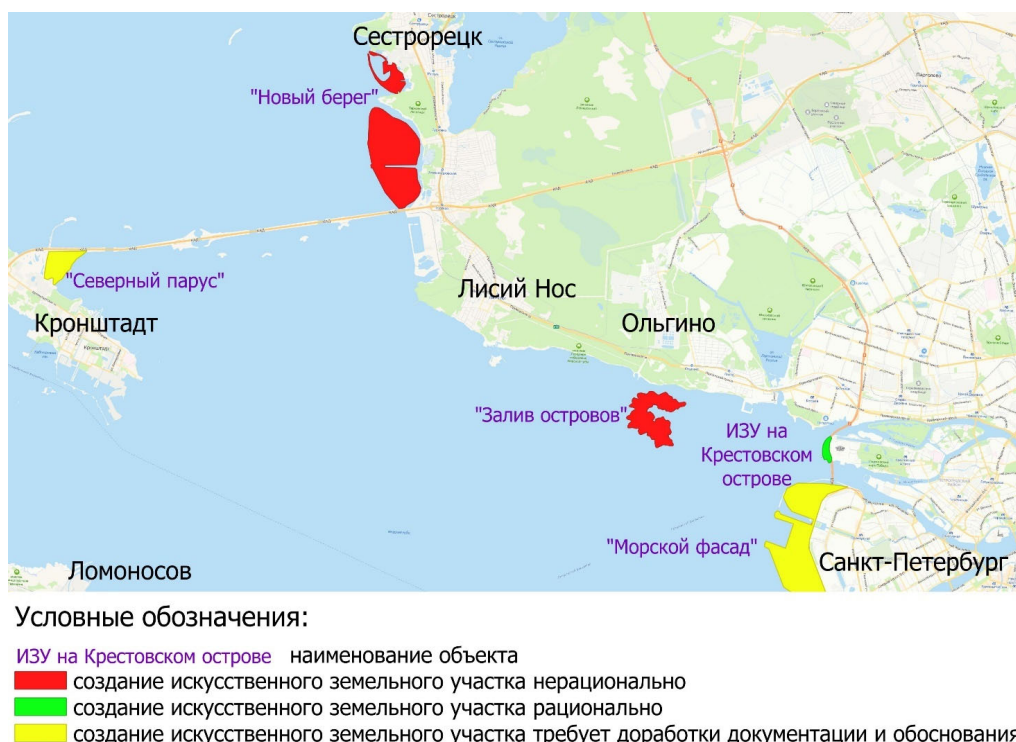 Сестрорецк
"Новый берег"
"Северный парус"
Кронштадт
Лисий Нос
Ольгино
"Залив островов"
ИЗУ на
Крестовском
острове
"Морской фасад"
Санкт-Петербург
Ломоносов
Условные обозначения:
ИЗУ на Крестовском острове наименование объекта
создание искусственного земельного участка нерационально
создание искусственного земельного участка рационально
создание искусственного земельного участка требует доработки документации и обоснования